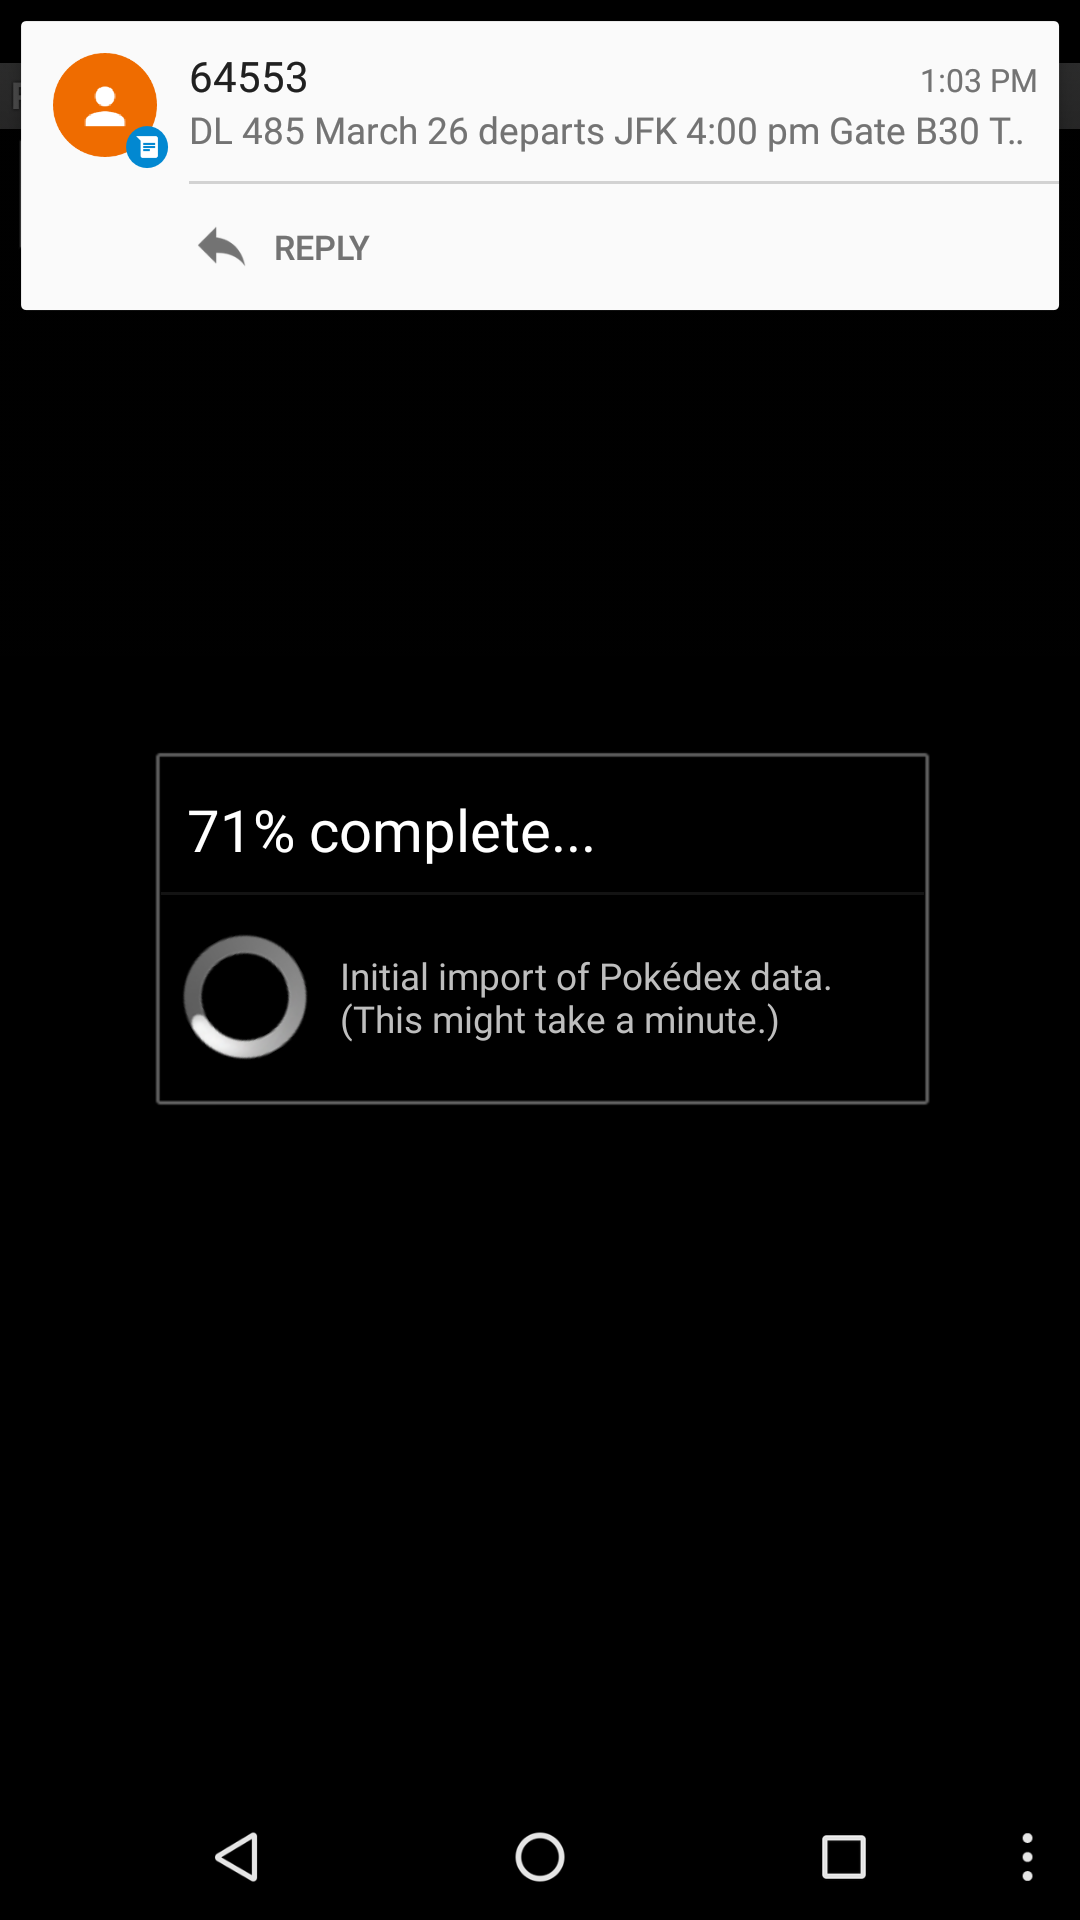 64553
1:03 PM
DL 485 March 26 departs JFK 4:00 pm Gate B30 T..
REPLY
71% complete...
Initial import of Pokédex data.
(This might take a minute.)